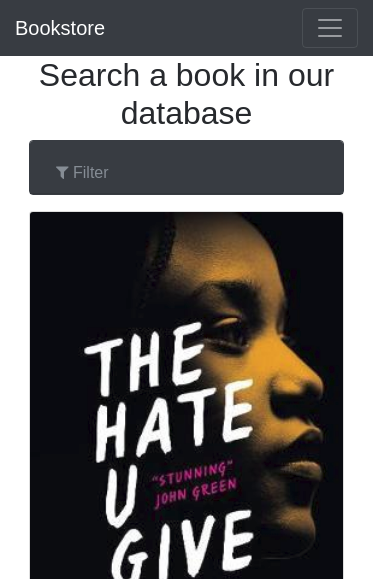 Bookstore
Search a book in our
database
Filter
THE
HATE
U
"STUNNING"
JOHN GREEN
GIVE